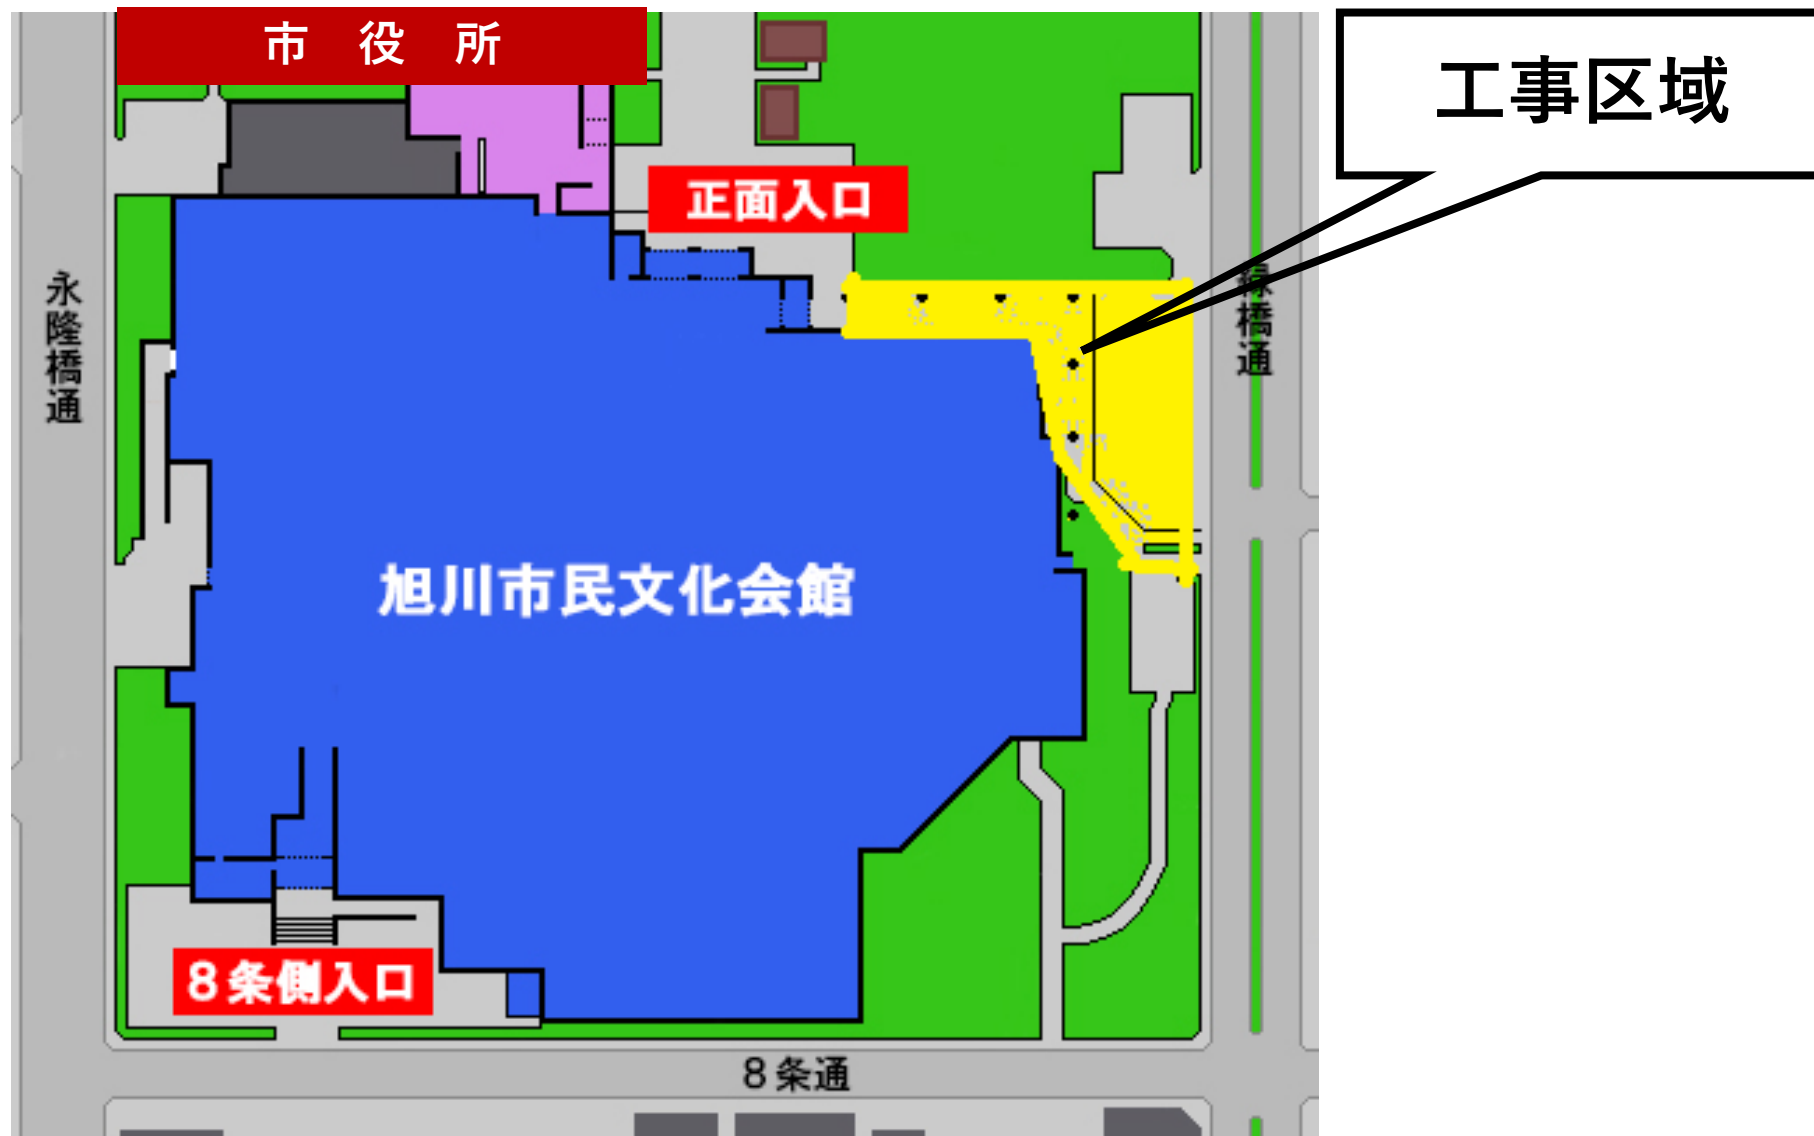 市 役 所
工事区域
正面入口
永隆橋通
緑橋通
旭川市民文化会館
8条側入口
8条通